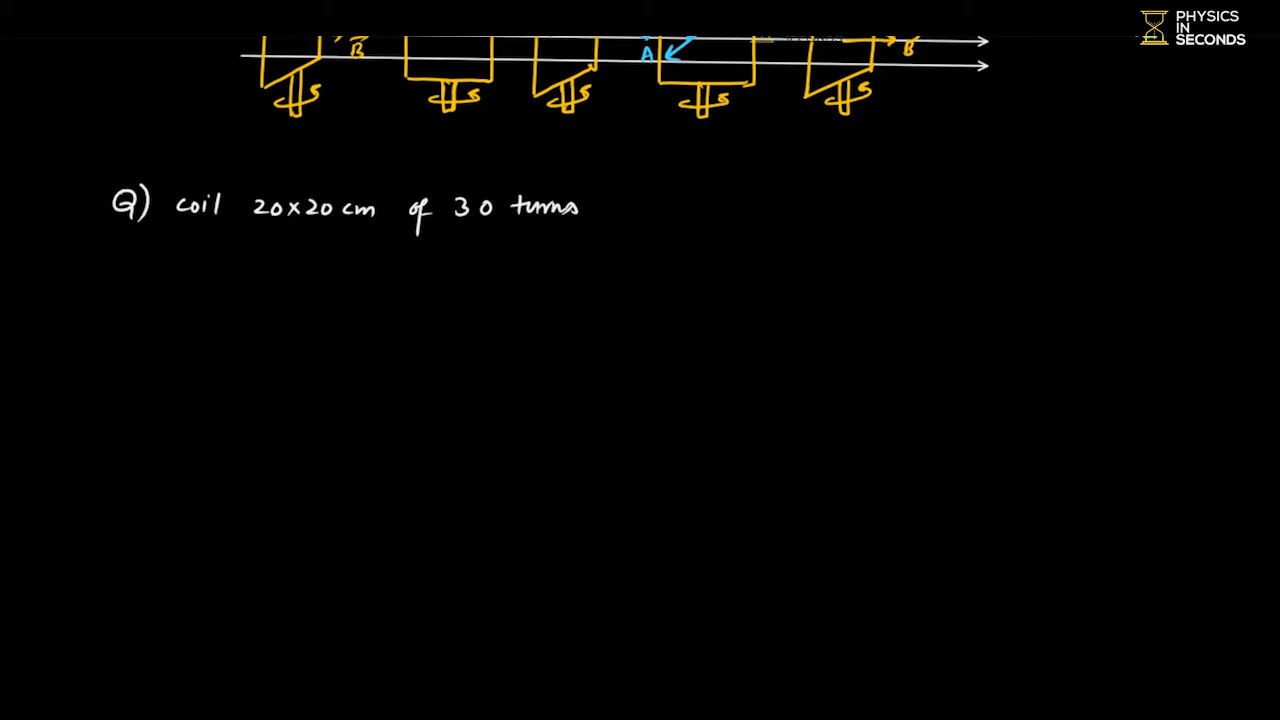 PHYSICS
IN
SECONDS
B A B
S S S S S
Q) coil 20×20 cm of 30 turns